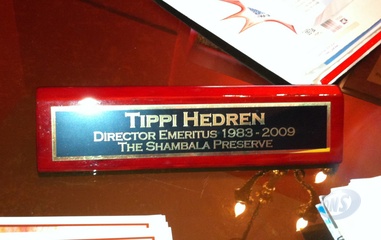 TIPPI HEDREN
DIRECTOR EMERITUS 1983 - 2009
THE SHAMBALA PRESERVE